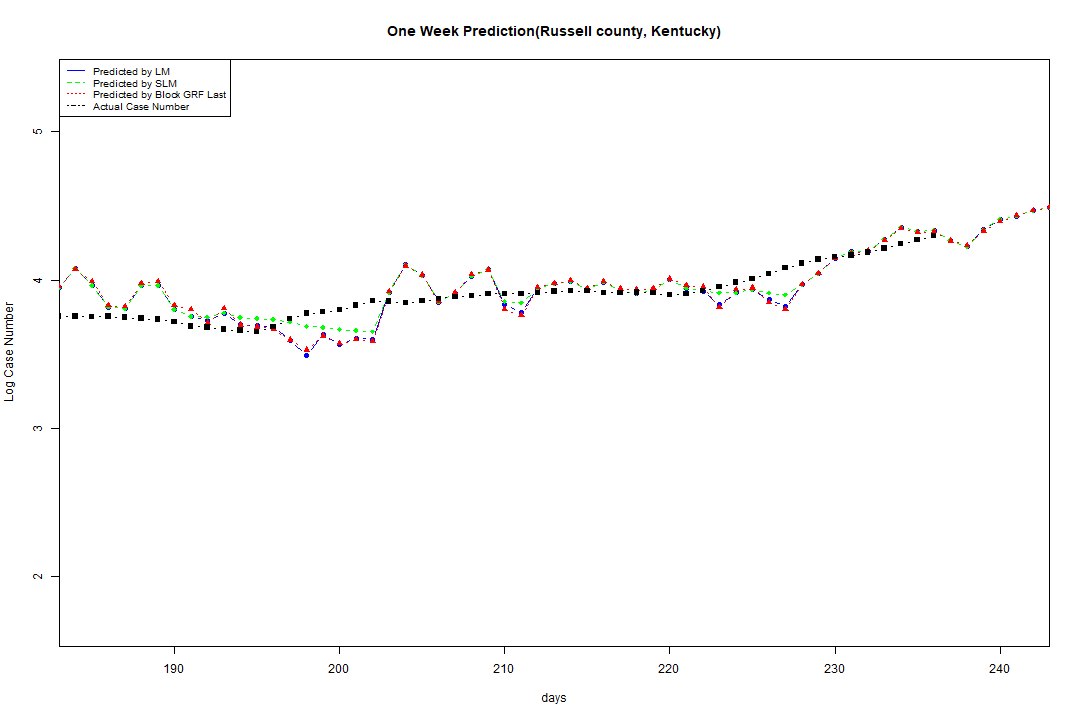 One Week Prediction(Russell county, Kentucky)
Predicted by LM
Predicted by SLM
Predicted by Block GRF Last
Actual Case Number
5
4
3
2
Log Case Number
190 200 210 220 230 240
days